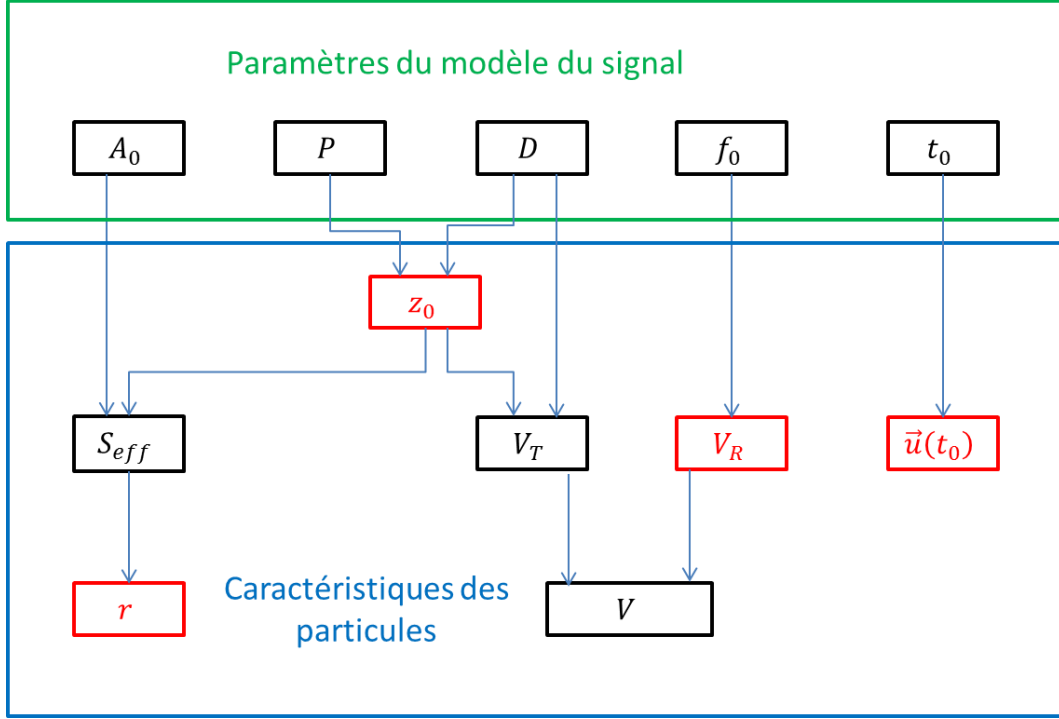 Paramètres du modèle du signal
A₀ P D f₀ t₀
z₀
S_eff V_T V_R u⃗(t₀)
Caractéristiques des
particules
r V